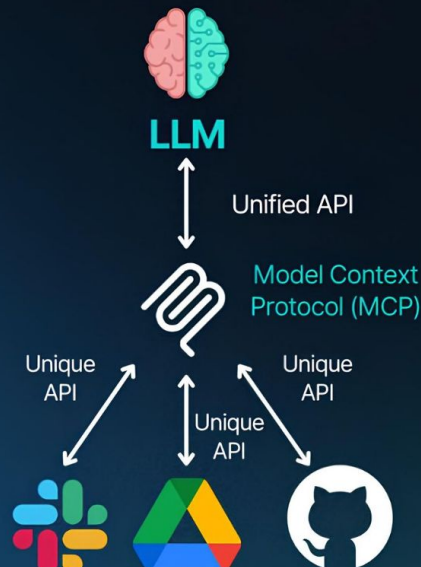 LLM
Unified API
Model Context
Protocol (MCP)
Unique
API
Unique
API
Unique
API